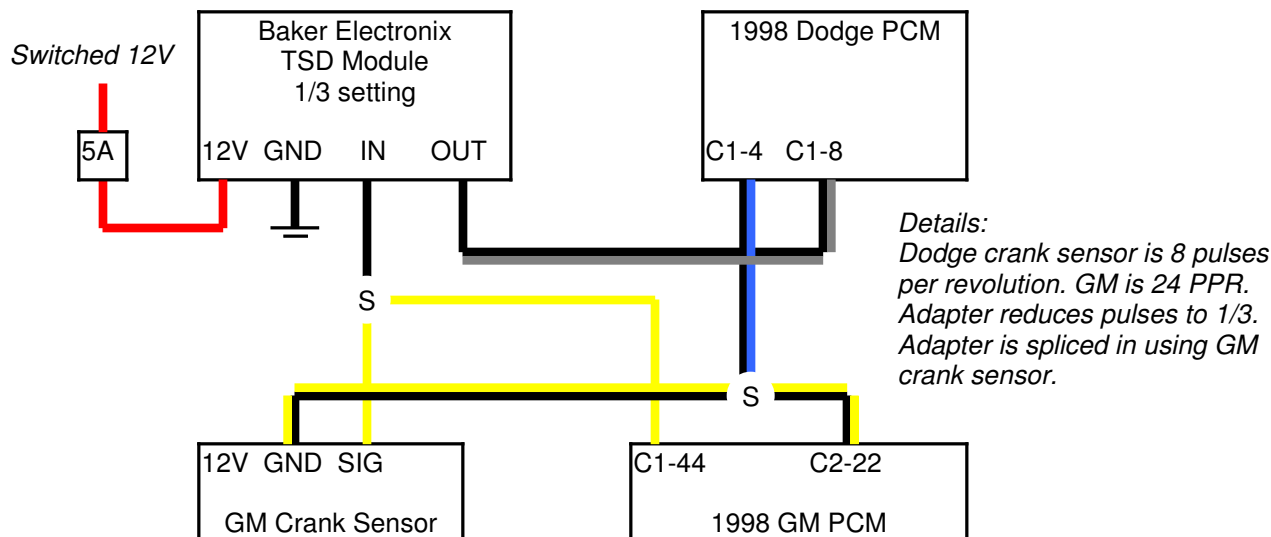 Switched 12V
5A
Baker Electronix
TSD Module
1/3 setting
12V GND IN OUT
1998 Dodge PCM
C1-4 C1-8
Details:
Dodge crank sensor is 8 pulses
per revolution. GM is 24 PPR.
Adapter reduces pulses to 1/3.
Adapter is spliced in using GM
crank sensor.
S
S
12V GND SIG
GM Crank Sensor
C1-44 C2-22
1998 GM PCM